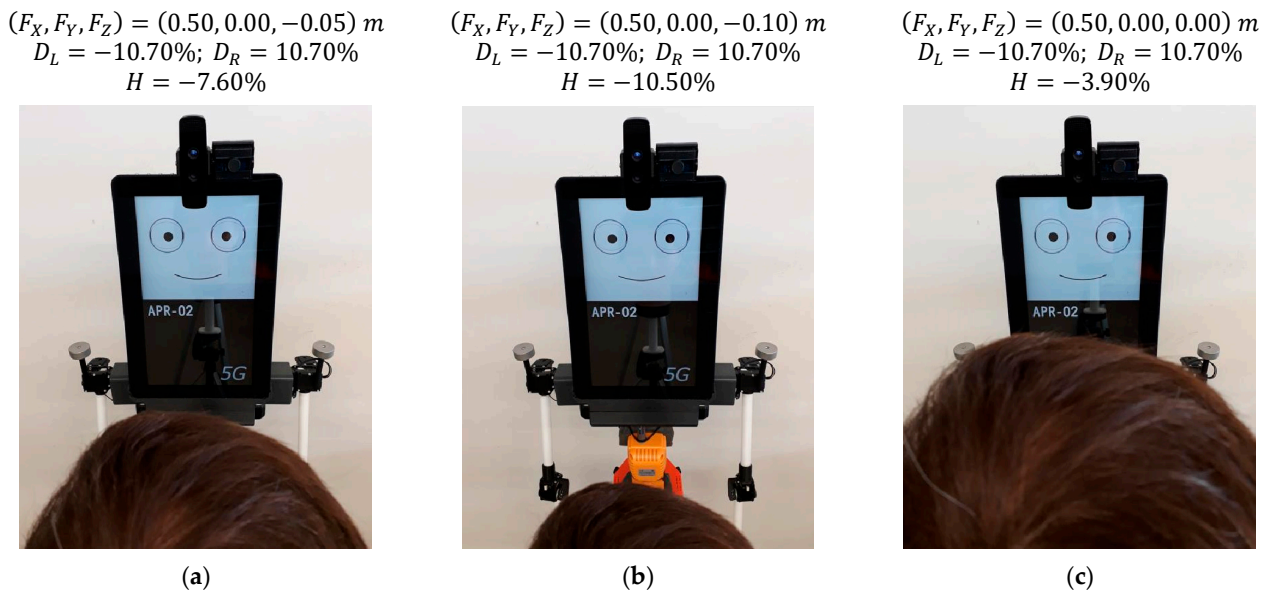 (F_X, F_Y, F_Z) = (0.50, 0.00, −0.05) m
D_L = −10.70%; D_R = 10.70%
H = −7.60%
APR-02
5G
(a)
(F_X, F_Y, F_Z) = (0.50, 0.00, −0.10) m
D_L = −10.70%; D_R = 10.70%
H = −10.50%
APR-02
5G
(b)
(F_X, F_Y, F_Z) = (0.50, 0.00, 0.00) m
D_L = −10.70%; D_R = 10.70%
H = −3.90%
APR-02
(c)